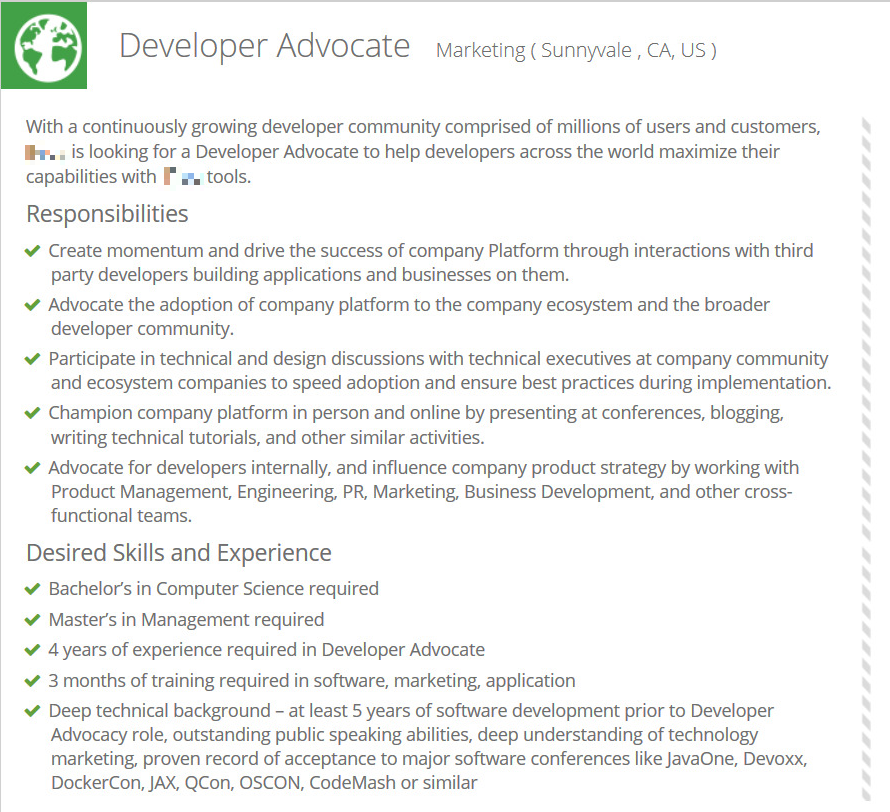 Developer Advocate Marketing ( Sunnyvale , CA, US )
With a continuously growing developer community comprised of millions of users and customers,
is looking for a Developer Advocate to help developers across the world maximize their
capabilities with tools.
Responsibilities
Create momentum and drive the success of company Platform through interactions with third
party developers building applications and businesses on them.
Advocate the adoption of company platform to the company ecosystem and the broader
developer community.
Participate in technical and design discussions with technical executives at company community
and ecosystem companies to speed adoption and ensure best practices during implementation.
Champion company platform in person and online by presenting at conferences, blogging,
writing technical tutorials, and other similar activities.
Advocate for developers internally, and influence company product strategy by working with
Product Management, Engineering, PR, Marketing, Business Development, and other cross-
functional teams.
Desired Skills and Experience
Bachelor’s in Computer Science required
Master’s in Management required
4 years of experience required in Developer Advocate
3 months of training required in software, marketing, application
Deep technical background – at least 5 years of software development prior to Developer
Advocacy role, outstanding public speaking abilities, deep understanding of technology
marketing, proven record of acceptance to major software conferences like JavaOne, Devoxx,
DockerCon, JAX, QCon, OSCON, CodeMash or similar